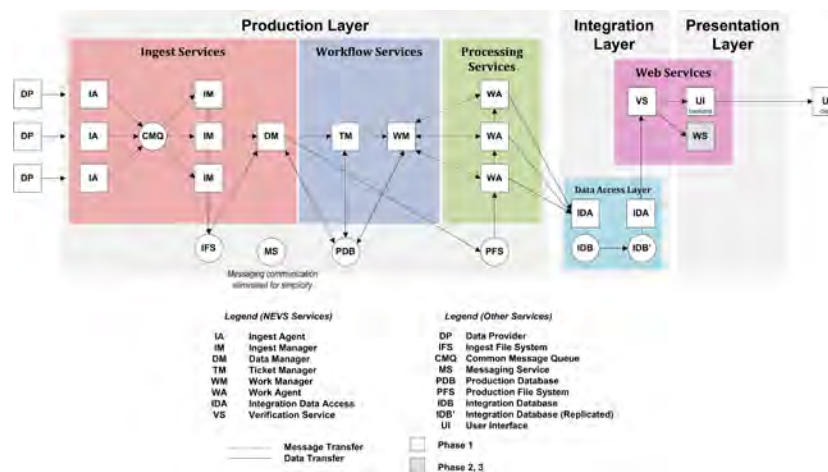 Production Layer
Integration Layer
Presentation Layer
Ingest Services
Workflow Services
Processing Services
Web Services
DP IA IM WA VS UI
DP IA CMQ IM DM TM WM WA WS
DP IA IM WA
Data Access Layer
IDA IDA
IFS MS PDB PFS IDB IDB'
Messaging communication
eliminated for simplicity
Legend (NEVS Services)
IA Ingest Agent
IM Ingest Manager
DM Data Manager
TM Ticket Manager
WM Work Manager
WA Work Agent
IDA Integration Data Access
VS Verification Service
Legend (Other Services)
DP Data Provider
IFS Ingest File System
CMQ Common Message Queue
MS Messaging Service
PDB Production Database
PFS Production File System
IDB Integration Database
IDB' Integration Database (Replicated)
UI User Interface
Message Transfer
Data Transfer
Phase 1
Phase 2, 3